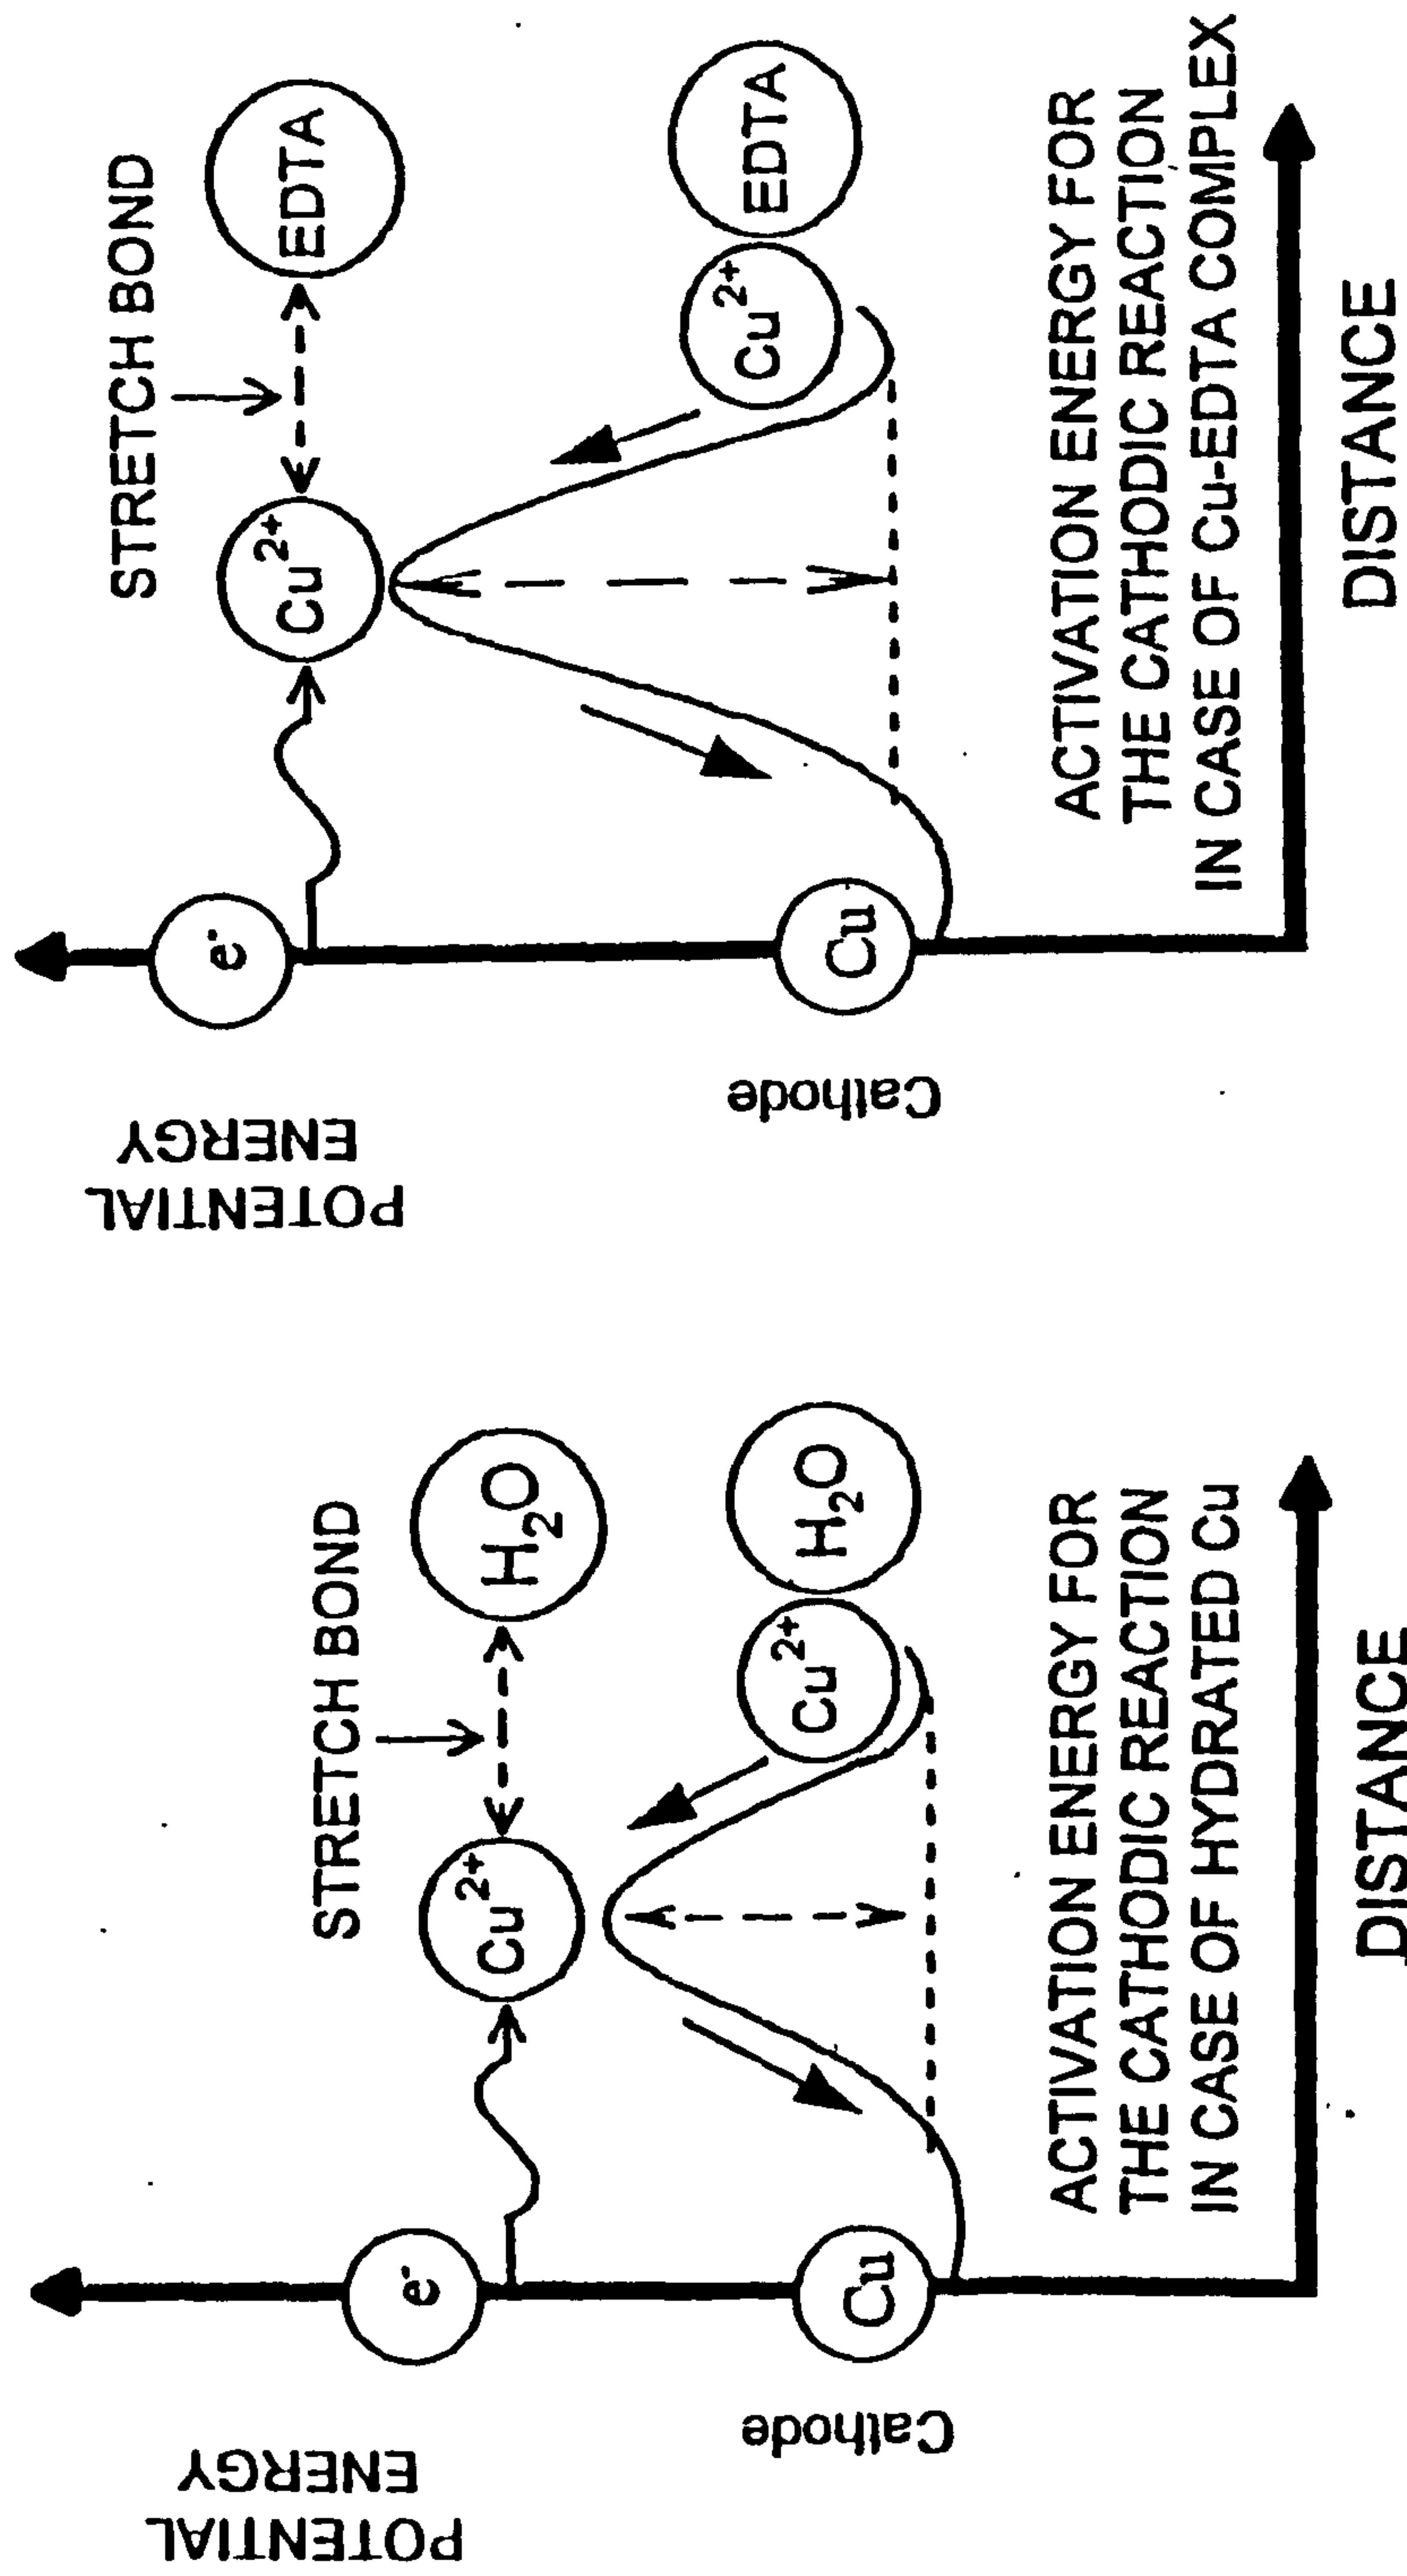 POTENTIAL
ENERGY
e⁻
STRETCH BOND
Cu²⁺
H₂O
Cathode
Cu
Cu²⁺
H₂O
ACTIVATION ENERGY FOR
THE CATHODIC REACTION
IN CASE OF HYDRATED Cu
DISTANCE
POTENTIAL
ENERGY
e⁻
STRETCH BOND
Cu²⁺
EDTA
Cathode
Cu
Cu²⁺
EDTA
ACTIVATION ENERGY FOR
THE CATHODIC REACTION
IN CASE OF Cu-EDTA COMPLEX
DISTANCE